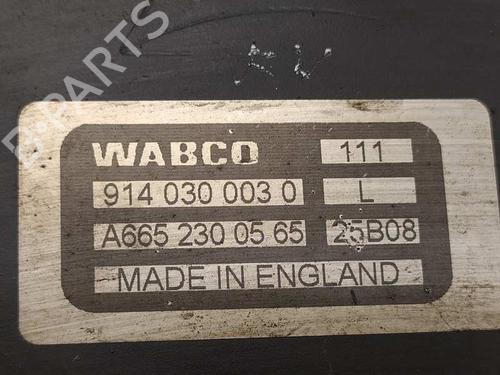 B-PARTS
WABCO 111
914 030 003 0 L
A665 230 05 65 25B08
MADE IN ENGLAND